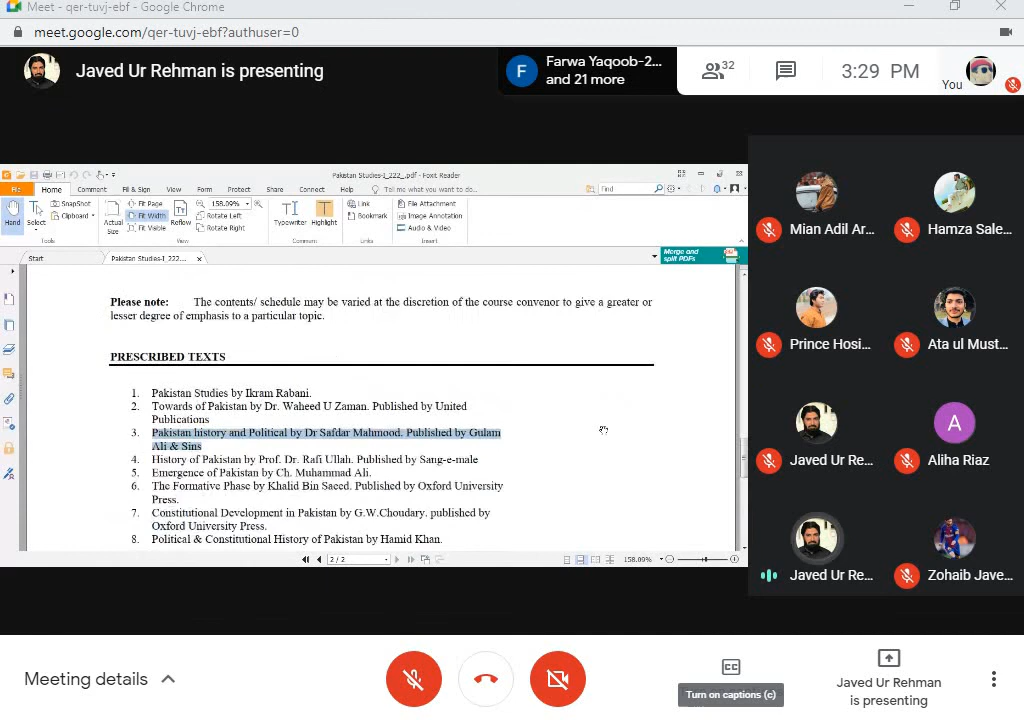 Meet - qer-tuvj-ebf - Google Chrome
meet.google.com/qer-tuvj-ebf?authuser=0
Javed Ur Rehman is presenting
F
Farwa Yaqoob-2...
and 21 more
32
3:29 PM
You
Pakistan Studies-I_222_.pdf - Foxit Reader
File
Home
Comment
Fill & Sign
View
Form
Protect
Share
Connect
Help
Tell me what you want to do...
Find
Hand
Select
SnapShot
Clipboard
Actual
Size
Fit Page
Fit Width
Fit Visible
Reflow
158.09%
Rotate Left
Rotate Right
Typewriter
Highlight
Link
Bookmark
File Attachment
Image Annotation
Audio & Video
Tools
View
Comment
Links
Insert
Start
Pakistan Studies-I_222...
Merge and
split PDFs
Please note: The contents/ schedule may be varied at the discretion of the course convenor to give a greater or
lesser degree of emphasis to a particular topic.
PRESCRIBED TEXTS
1. Pakistan Studies by Ikram Rabani.
2. Towards of Pakistan by Dr. Waheed U Zaman. Published by United
Publications
3. Pakistan history and Political by Dr Safdar Mahmood. Published by Gulam
Ali & Sins
4. History of Pakistan by Prof. Dr. Rafi Ullah. Published by Sang-e-male
5. Emergence of Pakistan by Ch. Muhammad Ali.
6. The Formative Phase by Khalid Bin Saeed. Published by Oxford University
Press.
7. Constitutional Development in Pakistan by G.W.Choudary. published by
Oxford University Press.
8. Political & Constitutional History of Pakistan by Hamid Khan.
2 / 2
158.09%
Mian Adil Ar...
Hamza Sale...
Prince Hosi...
Ata ul Must...
Javed Ur Re...
A
Aliha Riaz
Javed Ur Re...
Zohaib Jave...
Meeting details
CC
Turn on captions (c)
Javed Ur Rehman
is presenting